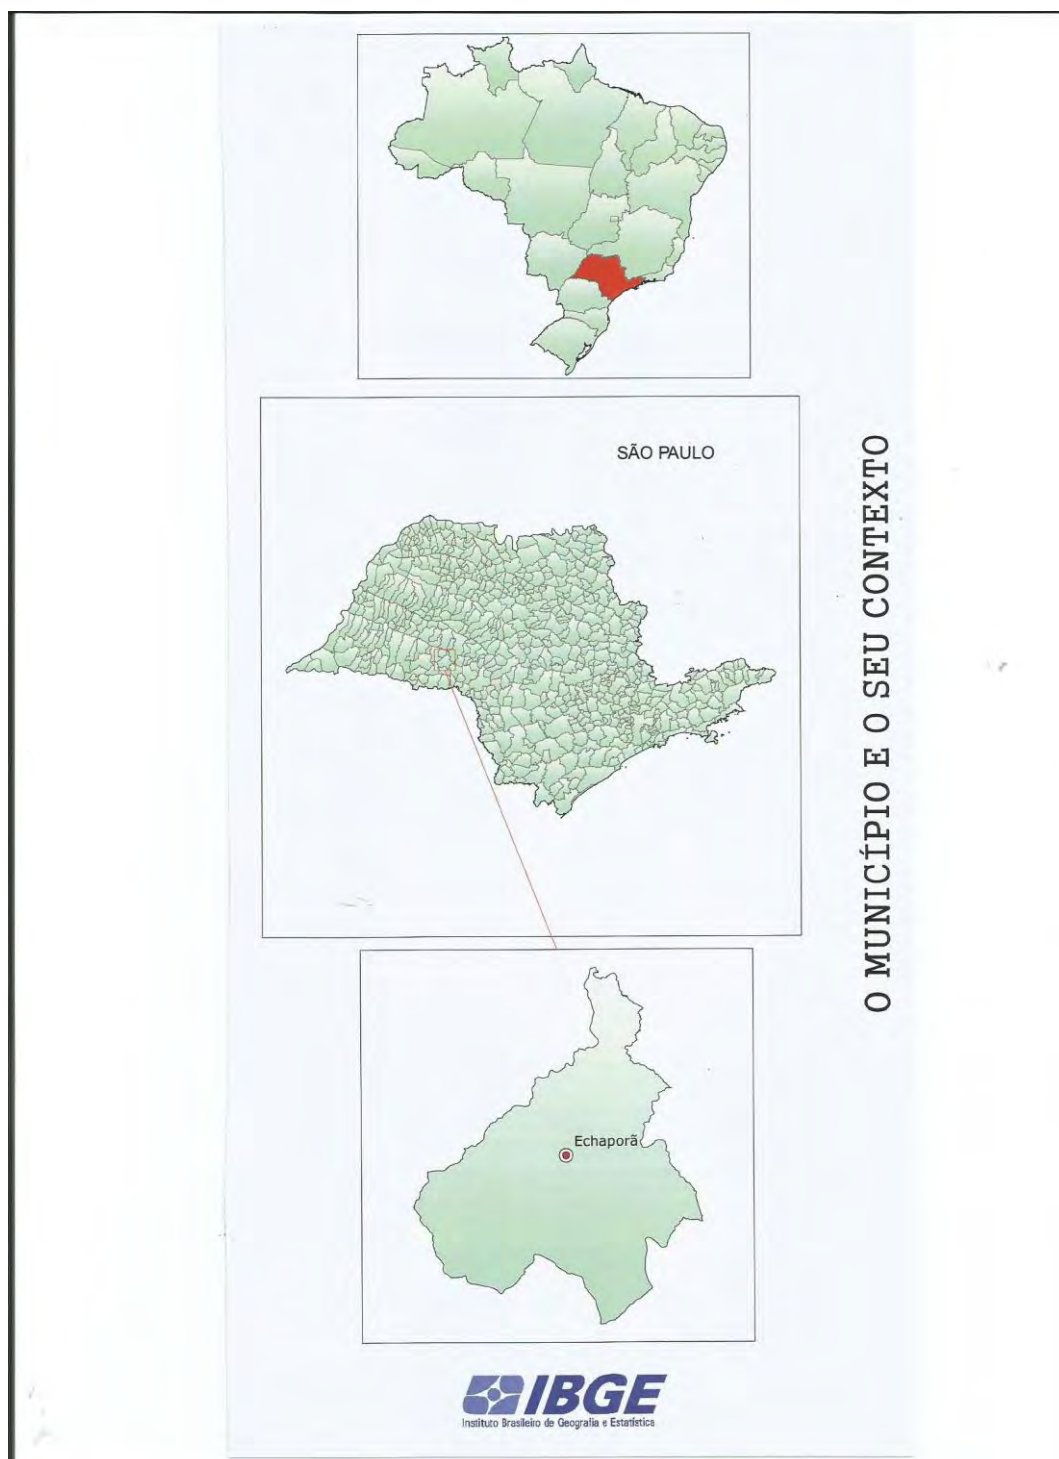 SÃO PAULO
O MUNICÍPIO E O SEU CONTEXTO
Echaporã
IBGE
Instituto Brasileiro de Geografia e Estatística